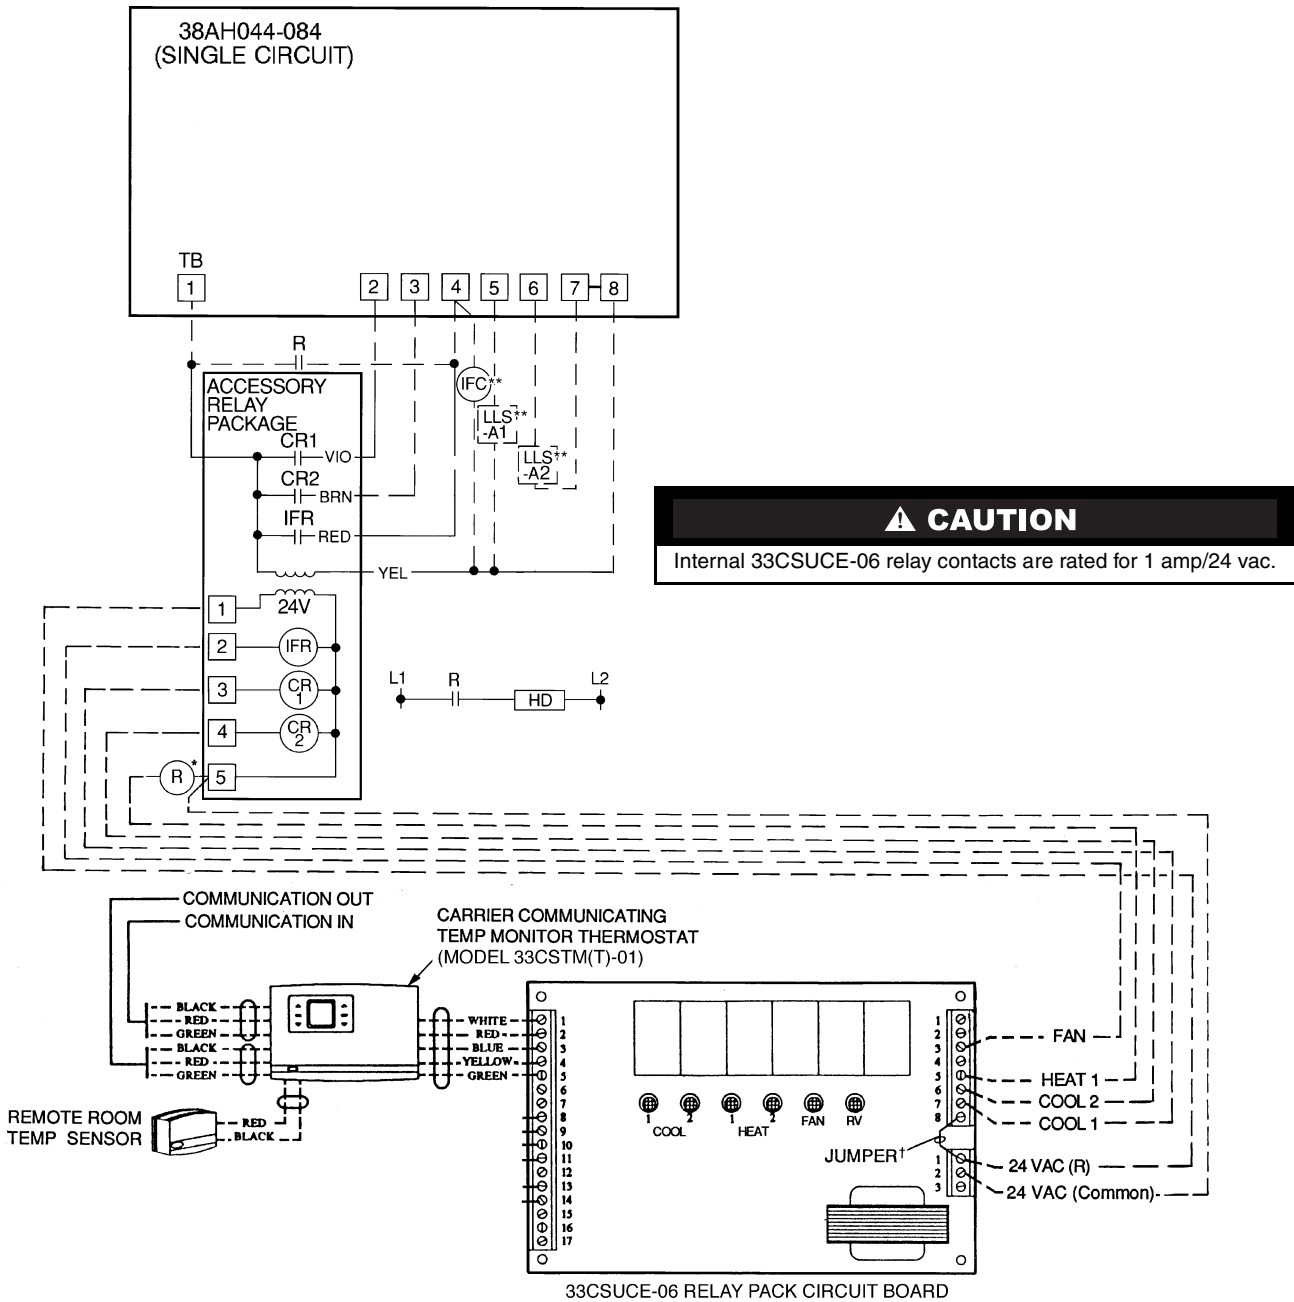 38AH044-084
(SINGLE CIRCUIT)
TB
1
2
3
4
5
6
7
8
R
IFC**
LLS**
-A1
LLS**
-A2
ACCESSORY
RELAY
PACKAGE
CR1
VIO
CR2
BRN
IFR
RED
YEL
24V
1
2
IFR
3
CR
1
4
CR
2
R*
5
L1
R
HD
L2
⚠ CAUTION
Internal 33CSUCE-06 relay contacts are rated for 1 amp/24 vac.
COMMUNICATION OUT
COMMUNICATION IN
CARRIER COMMUNICATING
TEMP MONITOR THERMOSTAT
(MODEL 33CSTM(T)-01)
BLACK
RED
GREEN
BLACK
RED
GREEN
WHITE
RED
BLUE
YELLOW
GREEN
REMOTE ROOM
TEMP SENSOR
RED
BLACK
1
2
3
4
5
6
7
8
9
10
11
12
13
14
15
16
17
1
2
COOL
1
2
HEAT
FAN
RV
JUMPER†
1
2
3
4
5
6
7
8
1
2
3
FAN
HEAT 1
COOL 2
COOL 1
24 VAC (R)
24 VAC (Common)
33CSUCE-06 RELAY PACK CIRCUIT BOARD